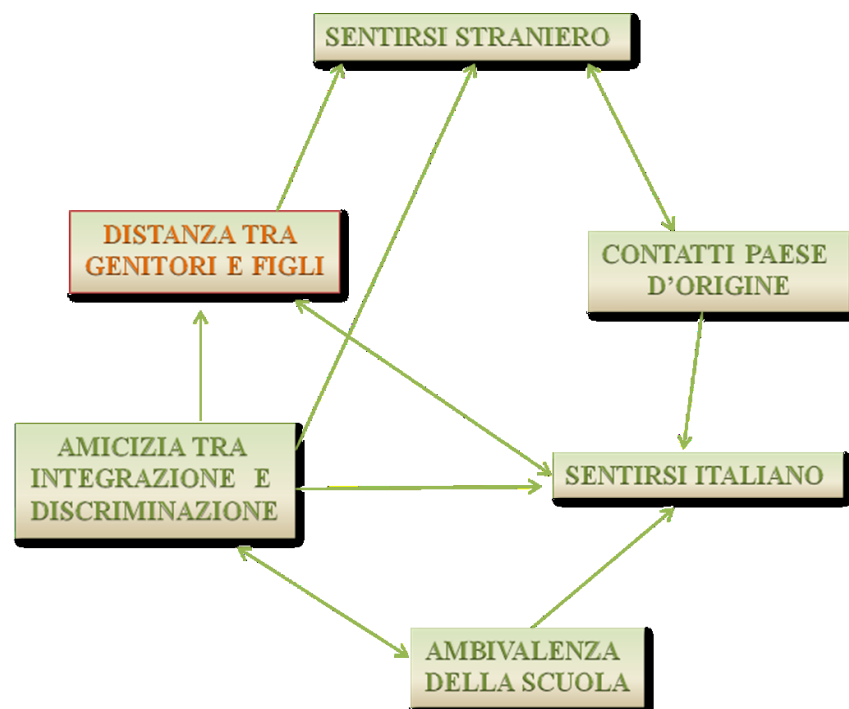 SENTIRSI STRANIERO
DISTANZA TRA
GENITORI E FIGLI
CONTATTI PAESE
D'ORIGINE
AMICIZIA TRA
INTEGRAZIONE E
DISCRIMINAZIONE
SENTIRSI ITALIANO
AMBIVALENZA
DELLA SCUOLA